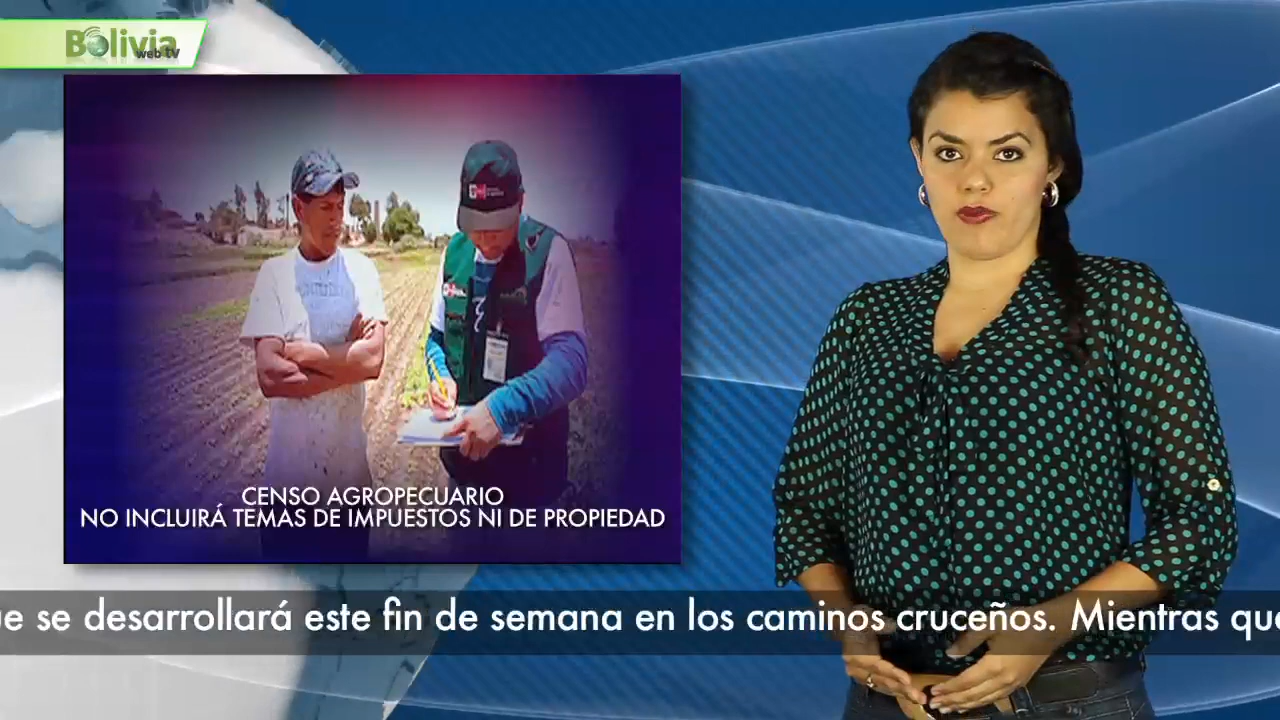 Bolivia
web tv
CENSO AGROPECUARIO
NO INCLUIRÁ TEMAS DE IMPUESTOS NI DE PROPIEDAD
se desarrollará este fin de semana en los caminos cruceños. Mientras que